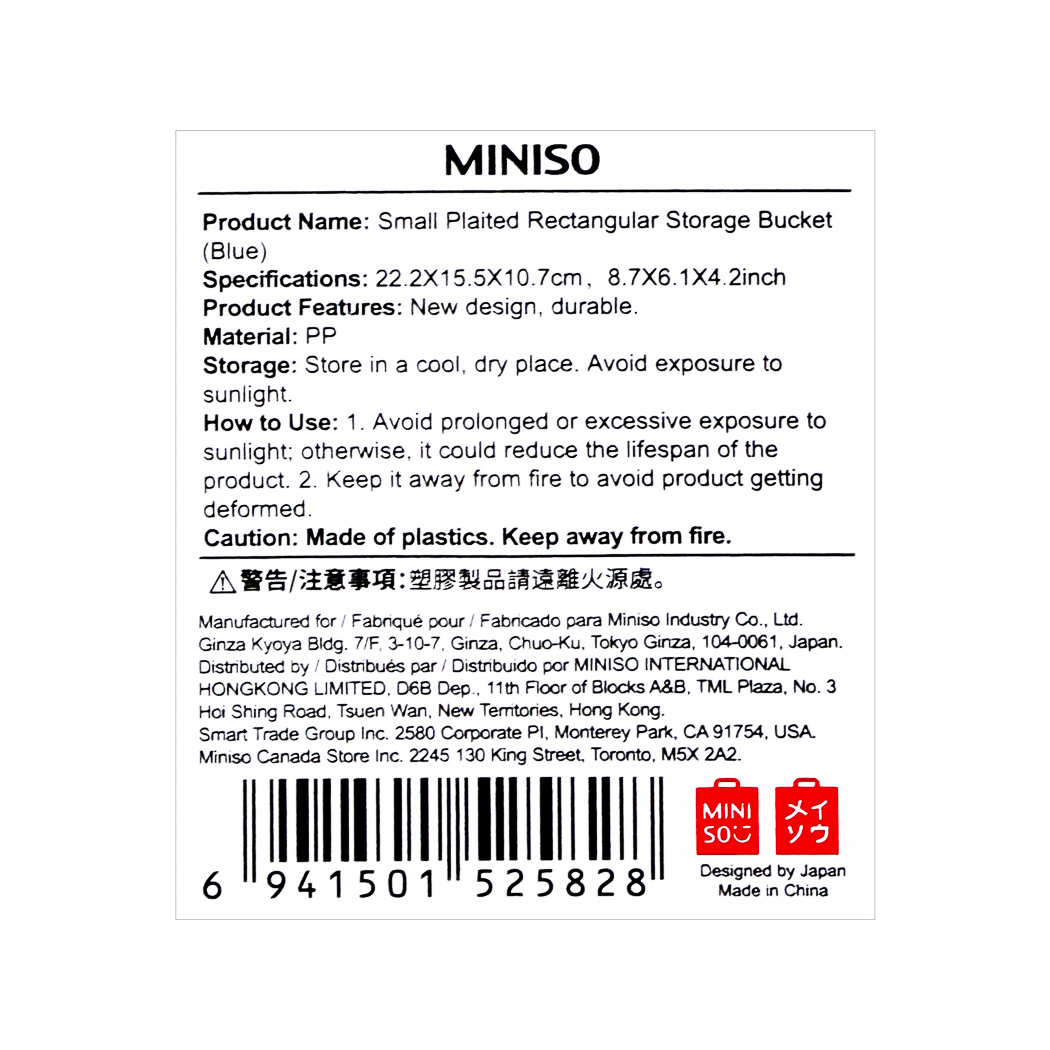 MINISO
Product Name: Small Plaited Rectangular Storage Bucket
(Blue)
Specifications: 22.2X15.5X10.7cm、8.7X6.1X4.2inch
Product Features: New design, durable.
Material: PP
Storage: Store in a cool, dry place. Avoid exposure to
sunlight.
How to Use: 1. Avoid prolonged or excessive exposure to
sunlight; otherwise, it could reduce the lifespan of the
product. 2. Keep it away from fire to avoid product getting
deformed.
Caution: Made of plastics. Keep away from fire.
⚠警告/注意事項:塑膠製品請遠離火源處。
Manufactured for / Fabriqué pour / Fabricado para Miniso Industry Co., Ltd.
Ginza Kyoya Bldg. 7/F, 3-10-7, Ginza, Chuo-Ku, Tokyo Ginza, 104-0061, Japan.
Distributed by / Distribués par / Distribuido por MINISO INTERNATIONAL
HONGKONG LIMITED, D6B Dep., 11th Floor of Blocks A&B, TML Plaza, No. 3
Hoi Shing Road, Tsuen Wan, New Territories, Hong Kong.
Smart Trade Group Inc. 2580 Corporate Pl, Monterey Park, CA 91754, USA.
Miniso Canada Store Inc. 2245 130 King Street, Toronto, M5X 2A2.
MINI
SO
メイ
ソウ
Designed by Japan
Made in China
6 941501 525828